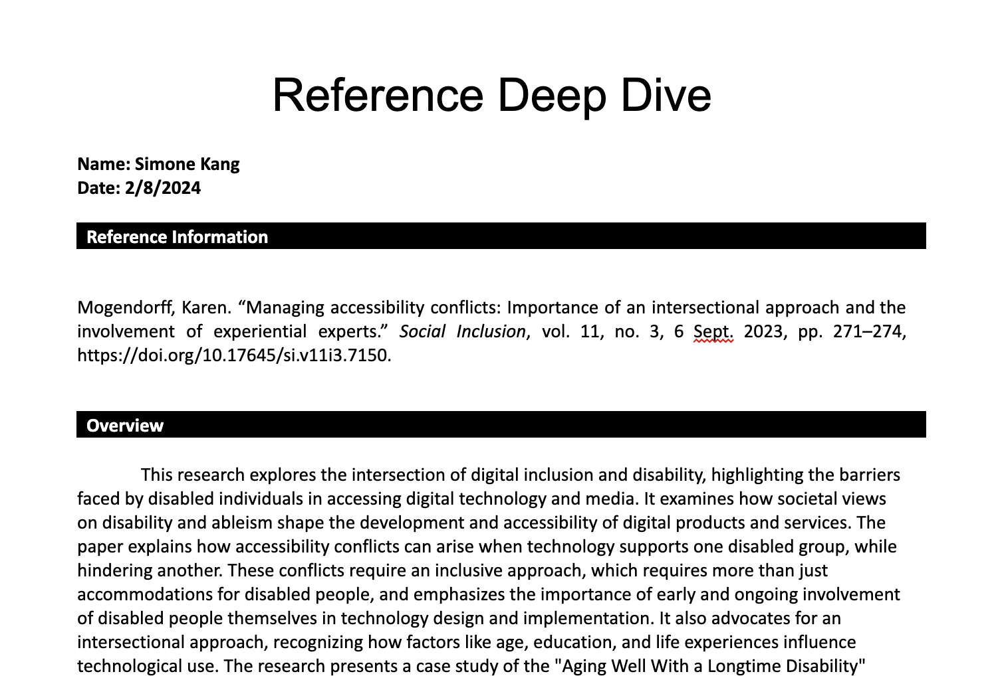 Reference Deep Dive
Name: Simone Kang
Date: 2/8/2024
Reference Information
Mogendorff, Karen. “Managing accessibility conflicts: Importance of an intersectional approach and the
involvement of experiential experts.” Social Inclusion, vol. 11, no. 3, 6 Sept. 2023, pp. 271–274,
https://doi.org/10.17645/si.v11i3.7150.
Overview
This research explores the intersection of digital inclusion and disability, highlighting the barriers
faced by disabled individuals in accessing digital technology and media. It examines how societal views
on disability and ableism shape the development and accessibility of digital products and services. The
paper explains how accessibility conflicts can arise when technology supports one disabled group, while
hindering another. These conflicts require an inclusive approach, which requires more than just
accommodations for disabled people, and emphasizes the importance of early and ongoing involvement
of disabled people themselves in technology design and implementation. It also advocates for an
intersectional approach, recognizing how factors like age, education, and life experiences influence
technological use. The research presents a case study of the "Aging Well With a Longtime Disability"